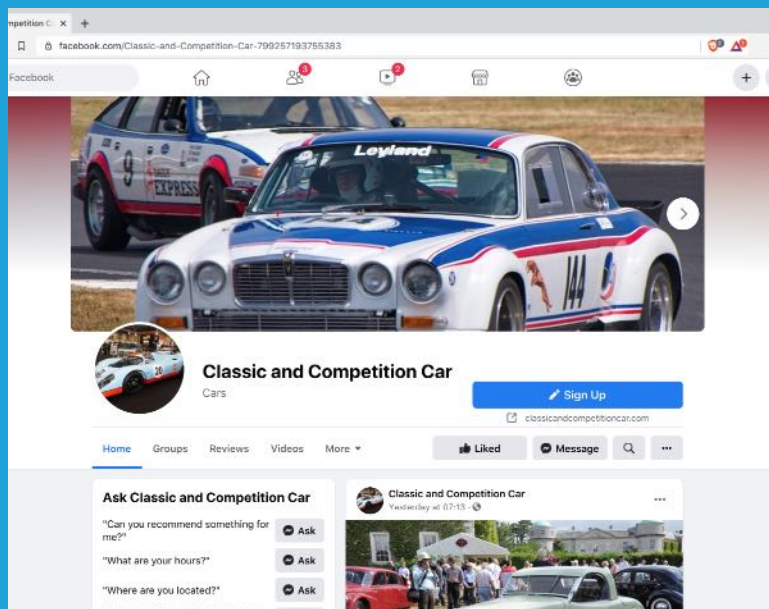 mpetition C
facebook.com/Classic-and-Competition-Car-799257193755383
Facebook
3
2
Leyland
9
EXPRESS
144
20
Classic and Competition Car
Cars
Sign Up
classicandcompetitioncar.com
Home Groups Reviews Videos More
Liked
Message
Ask Classic and Competition Car
"Can you recommend something for
me?"
Ask
"What are your hours?"
Ask
"Where are you located?"
Ask
Classic and Competition Car
Yesterday at 07:13